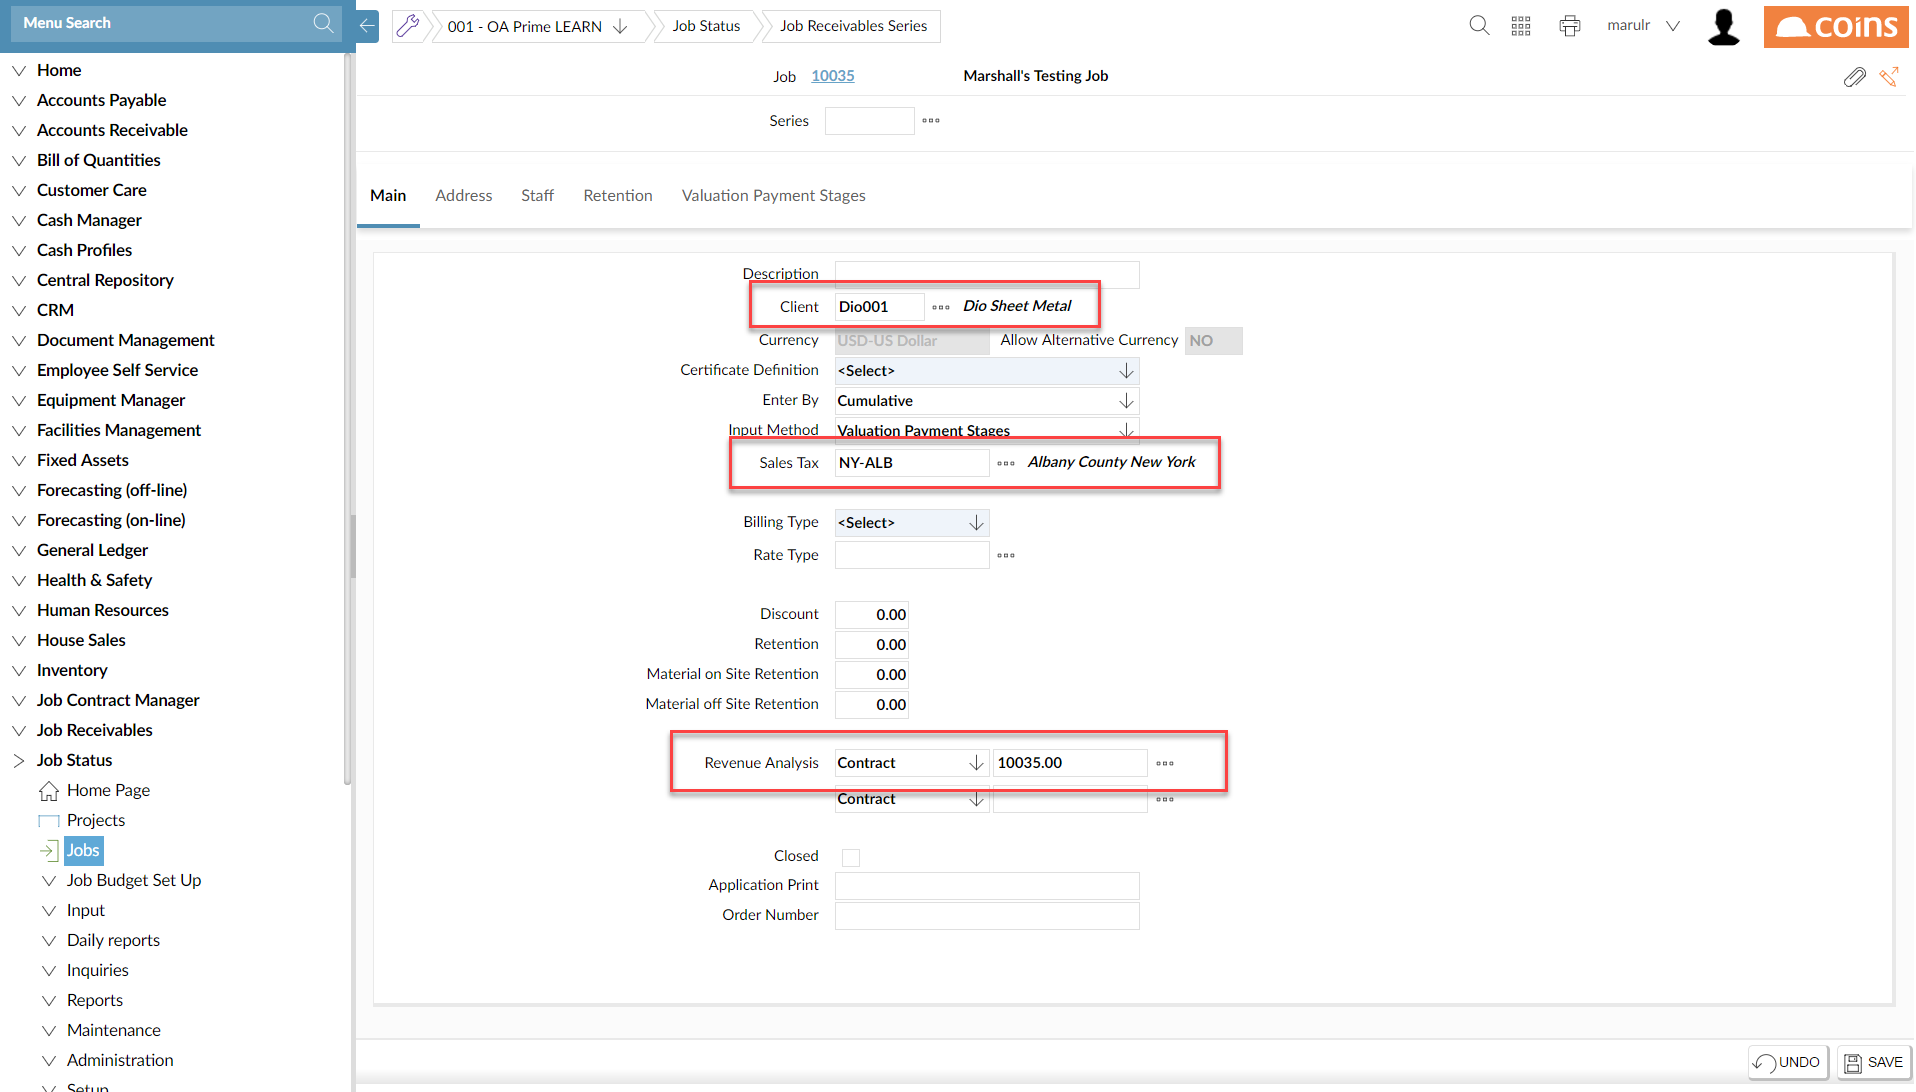 Menu Search
001 - OA Prime LEARN
Job Status
Job Receivables Series
marulr
coins
Home
Accounts Payable
Accounts Receivable
Bill of Quantities
Customer Care
Cash Manager
Cash Profiles
Central Repository
CRM
Document Management
Employee Self Service
Equipment Manager
Facilities Management
Fixed Assets
Forecasting (off-line)
Forecasting (on-line)
General Ledger
Health & Safety
Human Resources
House Sales
Inventory
Job Contract Manager
Job Receivables
Job Status
Home Page
Projects
Jobs
Job Budget Set Up
Input
Daily reports
Inquiries
Reports
Maintenance
Administration
Setup
Job 10035 Marshall's Testing Job
Series
Main Address Staff Retention Valuation Payment Stages
Description
Client Dio001 Dio Sheet Metal
Currency USD-US Dollar Allow Alternative Currency NO
Certificate Definition <Select>
Enter By Cumulative
Input Method Valuation Payment Stages
Sales Tax NY-ALB Albany County New York
Billing Type <Select>
Rate Type
Discount 0.00
Retention 0.00
Material on Site Retention 0.00
Material off Site Retention 0.00
Revenue Analysis Contract 10035.00
Contract
Closed
Application Print
Order Number
UNDO SAVE